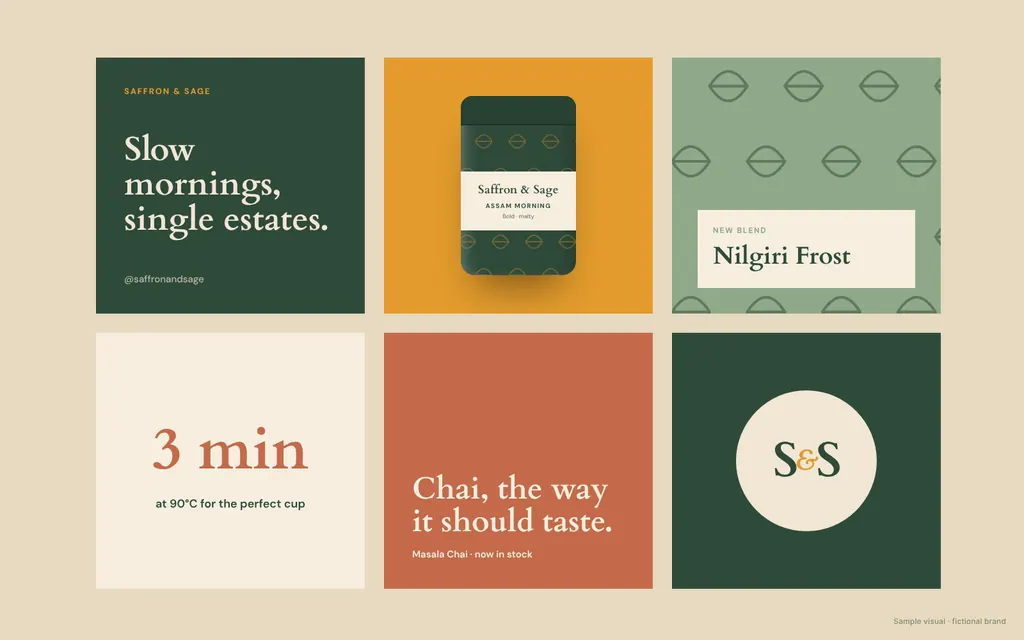 SAFFRON & SAGE
Slow
mornings,
single estates.
@saffronandsage
Saffron & Sage
ASSAM MORNING
Bold · malty
NEW BLEND
Nilgiri Frost
3 min
at 90°C for the perfect cup
Chai, the way
it should taste.
Masala Chai · now in stock
S&S
Sample visual · fictional brand